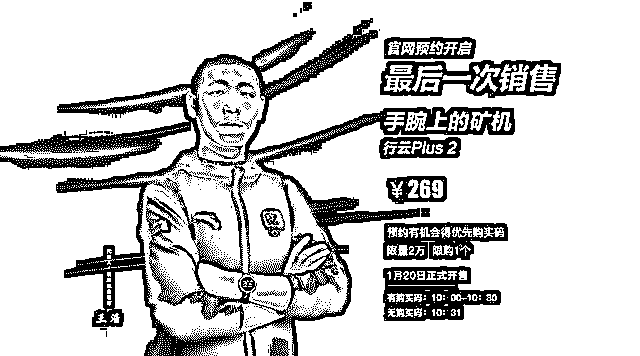 官网预约开启
最后一次销售
手腕上的矿机
行云Plus 2
￥269
预约有机会得优先购买码
限量2万 限购1个
1月20日正式开售
有购买码：10：00-10：30
无购买码：10：31